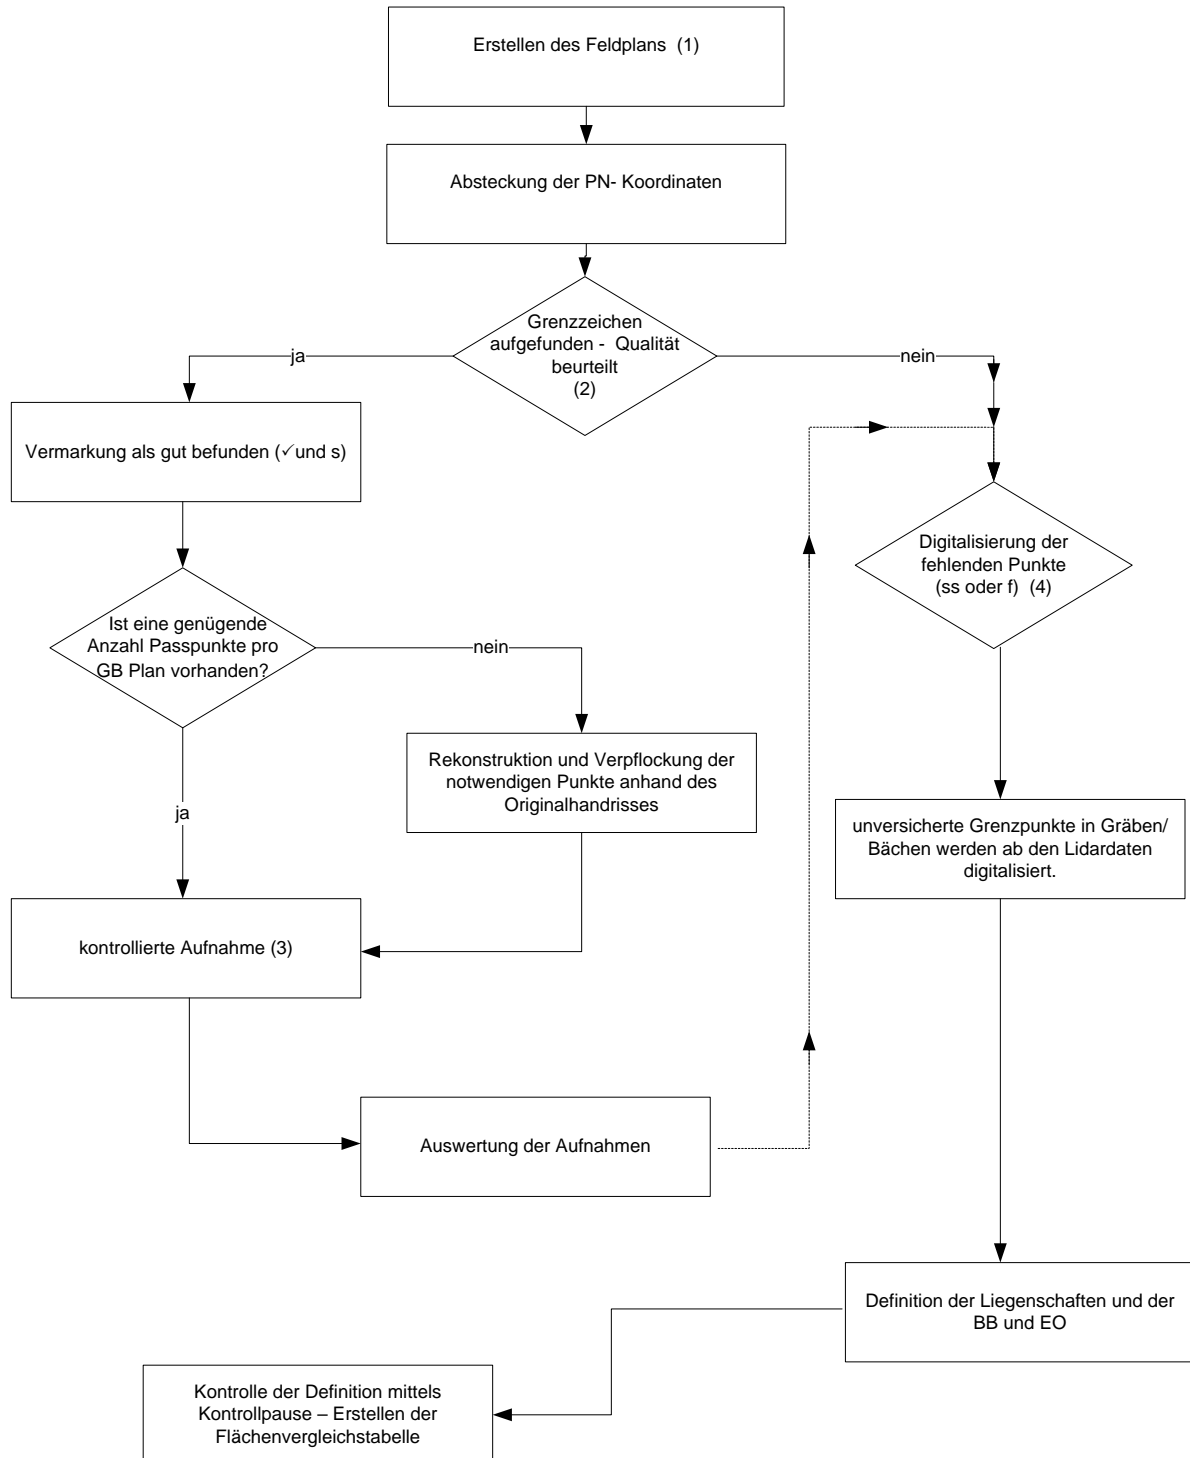 Erstellen des Feldplans (1)
Absteckung der PN- Koordinaten
Grenzzeichen
aufgefunden - Qualität
beurteilt
(2)
ja
nein
Vermarkung als gut befunden (✓und s)
Digitalisierung der
fehlenden Punkte
(ss oder f) (4)
Ist eine genügende
Anzahl Passpunkte pro
GB Plan vorhanden?
nein
Rekonstruktion und Verpflockung der
notwendigen Punkte anhand des
Originalhandrisses
ja
unversicherte Grenzpunkte in Gräben/
Bächen werden ab den Lidardaten
digitalisiert.
kontrollierte Aufnahme (3)
Auswertung der Aufnahmen
Definition der Liegenschaften und der
BB und EO
Kontrolle der Definition mittels
Kontrollpause – Erstellen der
Flächenvergleichstabelle